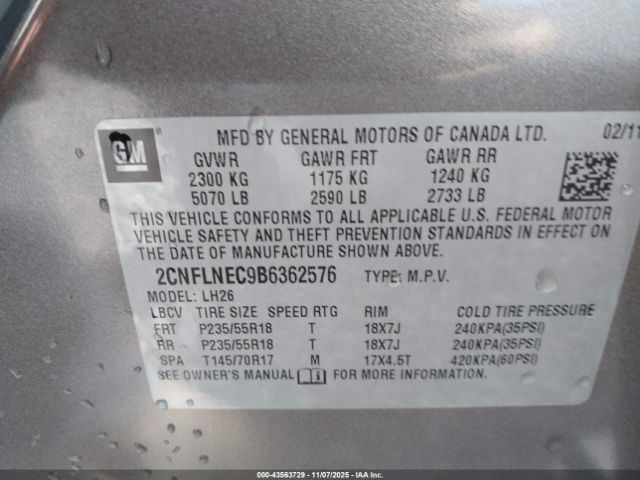 GM
MFD BY GENERAL MOTORS OF CANADA LTD. 02/11
GVWR GAWR FRT GAWR RR
2300 KG 1175 KG 1240 KG
5070 LB 2590 LB 2733 LB
THIS VEHICLE CONFORMS TO ALL APPLICABLE U.S. FEDERAL MOTOR
VEHICLE SAFETY AND THEFT PREVENTION STANDARDS IN EFFECT ON
THE DATE OF MANUFACTURE SHOWN ABOVE.
2CNFLNEC9B6362576 TYPE: M.P.V.
MODEL: LH26
LBCV TIRE SIZE SPEED RTG RIM COLD TIRE PRESSURE
FRT P235/55R18 T 18X7J 240KPA(35PSI)
RR P235/55R18 T 18X7J 240KPA(35PSI)
SPA T145/70R17 M 17X4.5T 420KPA(60PSI)
SEE OWNER'S MANUAL FOR MORE INFORMATION.
000-43563729 - 11/07/2025 - IAAI.COM